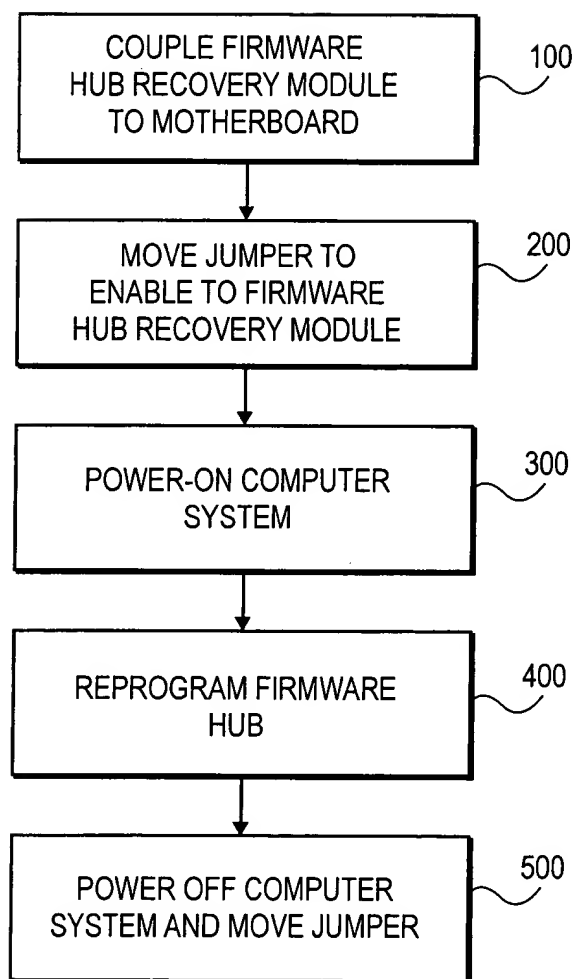 COUPLE FIRMWARE
HUB RECOVERY MODULE
TO MOTHERBOARD
100
MOVE JUMPER TO
ENABLE TO FIRMWARE
HUB RECOVERY MODULE
200
POWER-ON COMPUTER
SYSTEM
300
REPROGRAM FIRMWARE
HUB
400
POWER OFF COMPUTER
SYSTEM AND MOVE JUMPER
500